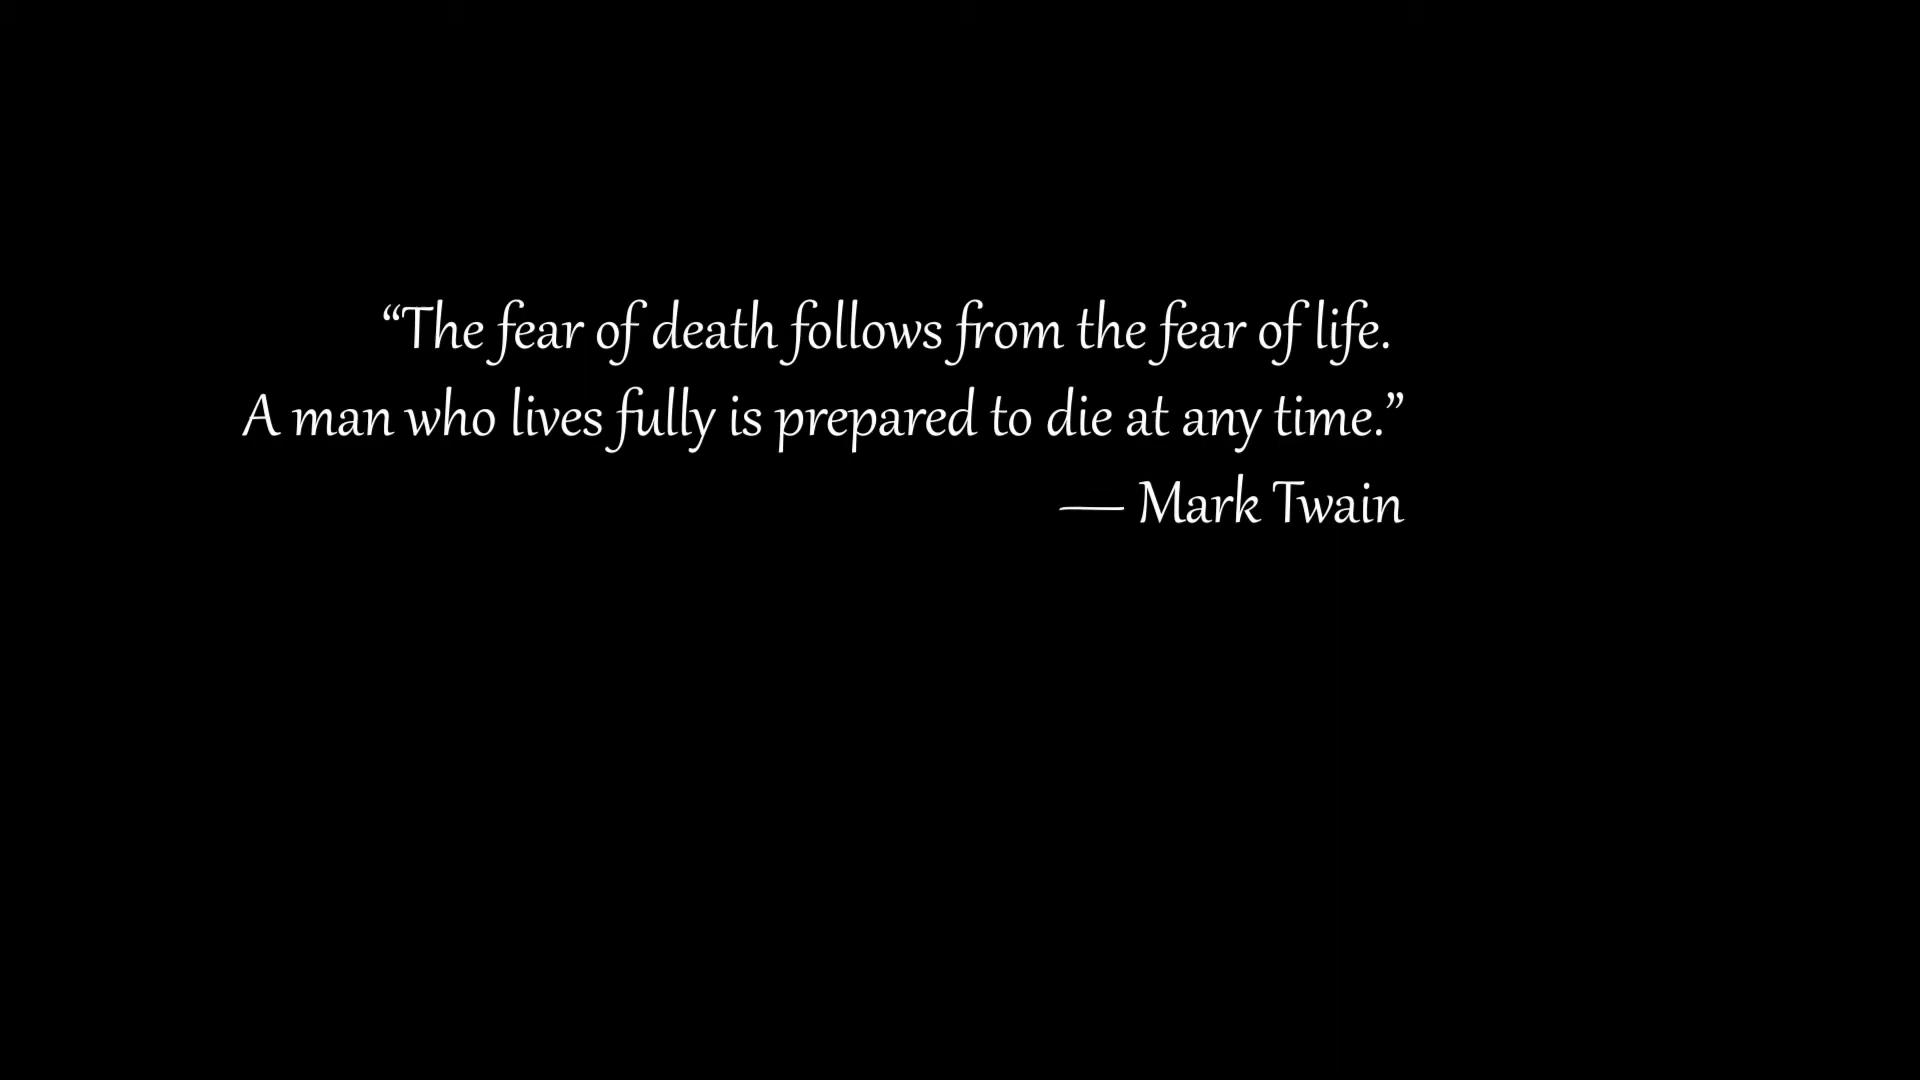 “The fear of death follows from the fear of life.
A man who lives fully is prepared to die at any time.”
— Mark Twain